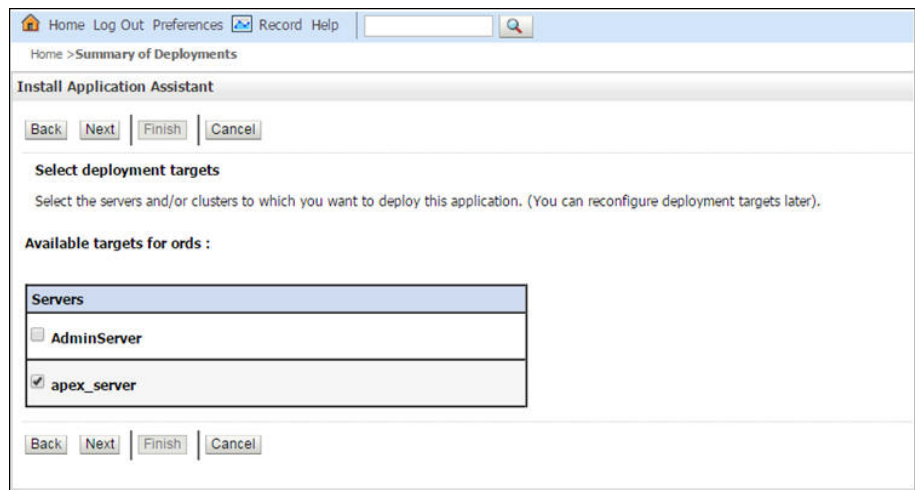 Home Log Out Preferences Record Help
Home >Summary of Deployments
Install Application Assistant
Back Next Finish Cancel
Select deployment targets
Select the servers and/or clusters to which you want to deploy this application. (You can reconfigure deployment targets later).
Available targets for ords :
Servers
AdminServer
apex_server
Back Next Finish Cancel